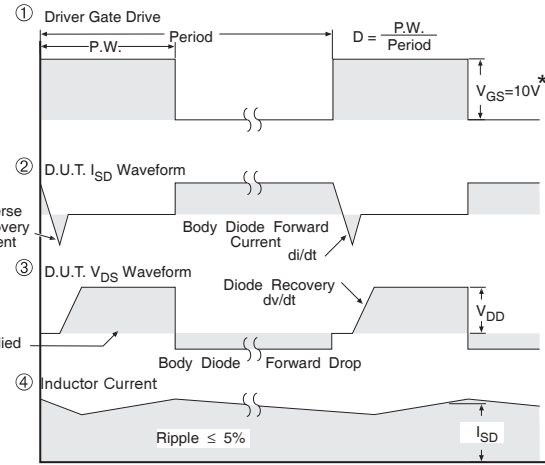 ① Driver Gate Drive
P.W.
Period
D = P.W.
Period
V_GS=10V*
② D.U.T. I_SD Waveform
Body Diode Forward
Current
di/dt
③ D.U.T. V_DS Waveform
Diode Recovery
dv/dt
V_DD
Body Diode Forward Drop
④ Inductor Current
Ripple ≤ 5%
I_SD